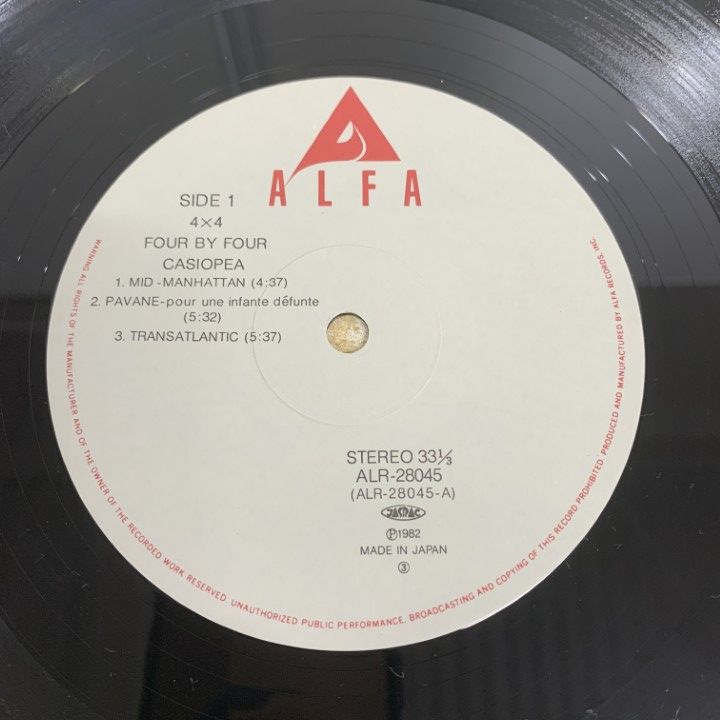 ALFA
SIDE 1
4×4
FOUR BY FOUR
CASIOPEA
1. MID-MANHATTAN (4:37)
2. PAVANE-pour une infante défunte
(5:32)
3. TRANSATLANTIC (5:37)
STEREO 33⅓
ALR-28045
(ALR-28045-A)
JASRAC
Ⓟ1982
MADE IN JAPAN
③
WARNING ALL RIGHTS OF THE MANUFACTURER AND OF THE OWNER OF THE RECORDED WORK RESERVED. UNAUTHORIZED PUBLIC PERFORMANCE, BROADCASTING AND COPYING OF THIS RECORD PROHIBITED. PRODUCED AND MANUFACTURED BY ALFA RECORDS, INC.